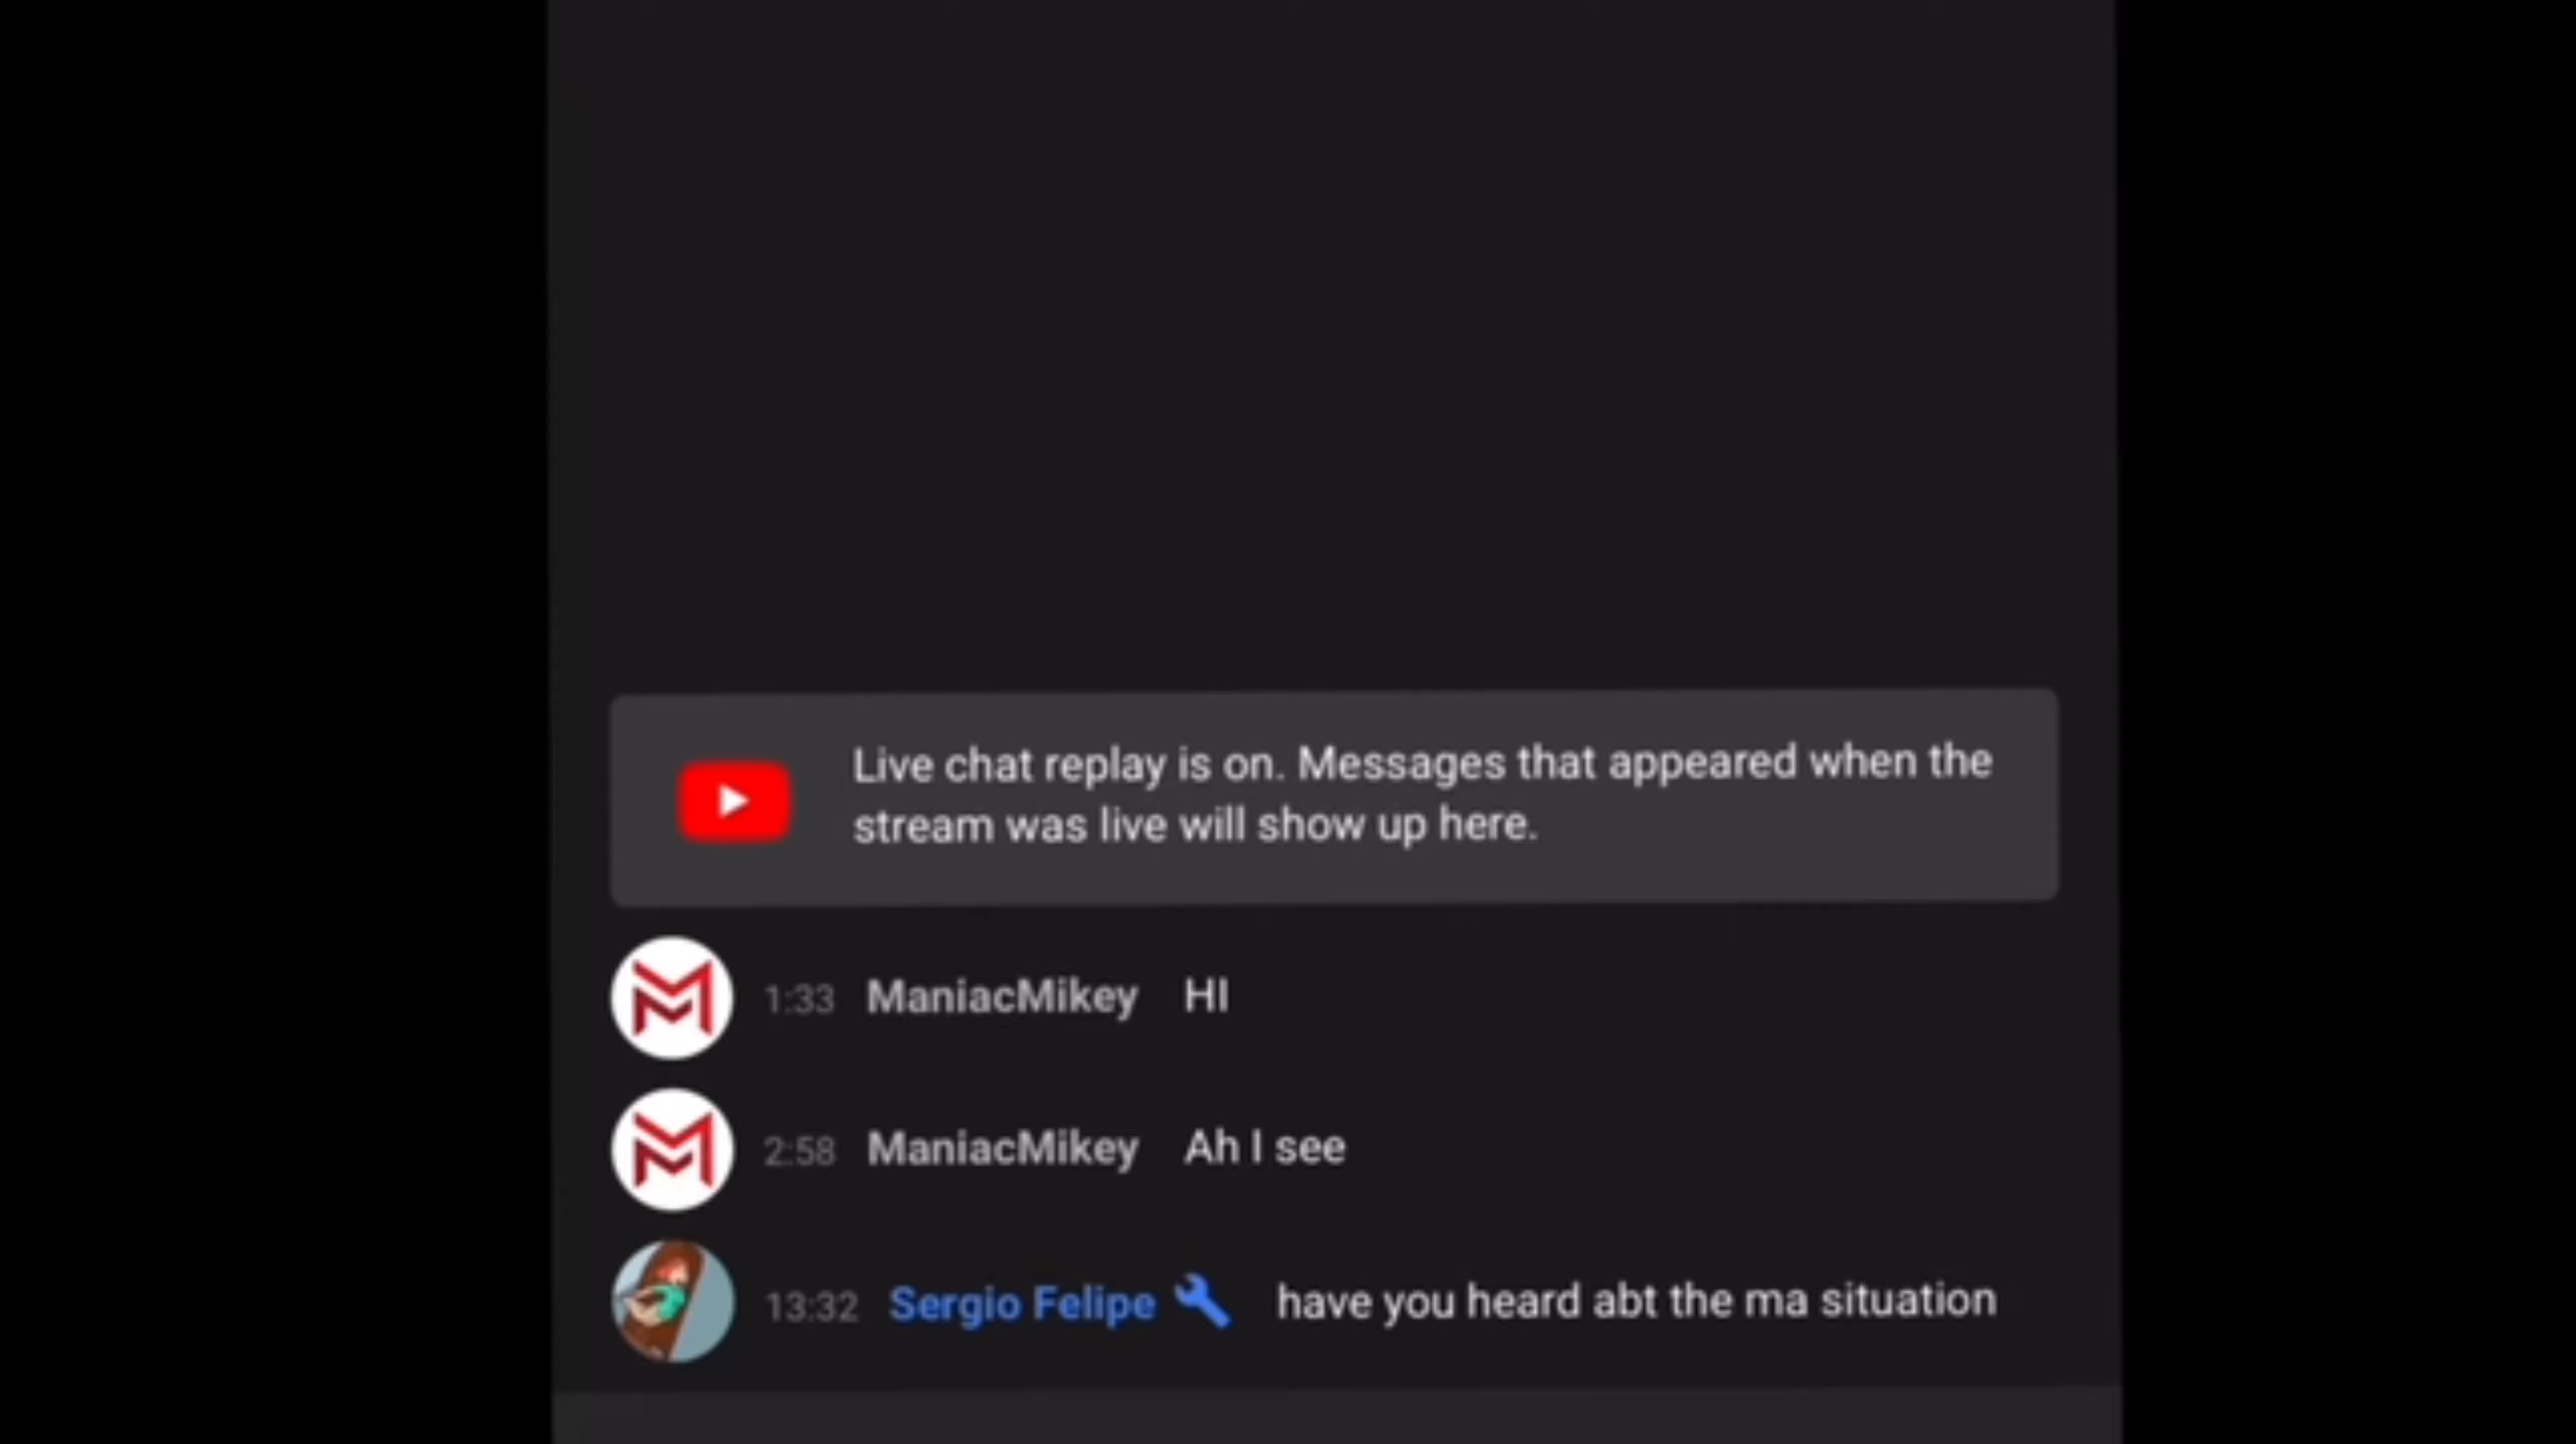 Live chat replay is on. Messages that appeared when the
stream was live will show up here.
1:33 ManiacMikey HI
2:58 ManiacMikey Ah I see
13:32 Sergio Felipe have you heard abt the ma situation